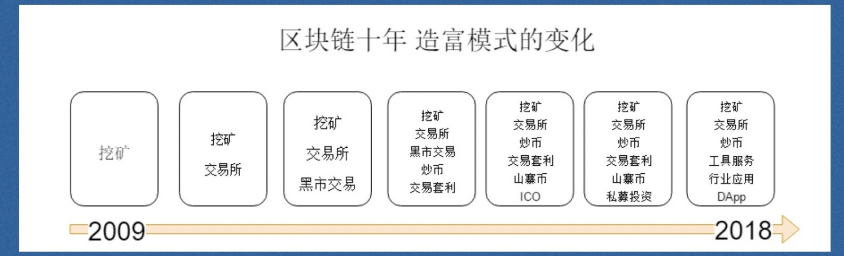 区块链十年 造富模式的变化
挖矿
挖矿
交易所
挖矿
交易所
黑市交易
挖矿
交易所
黑市交易
炒币
交易套利
挖矿
交易所
炒币
交易套利
山寨币
ICO
挖矿
交易所
炒币
交易套利
山寨币
私募投资
挖矿
交易所
炒币
工具服务
行业应用
DApp
2009
2018